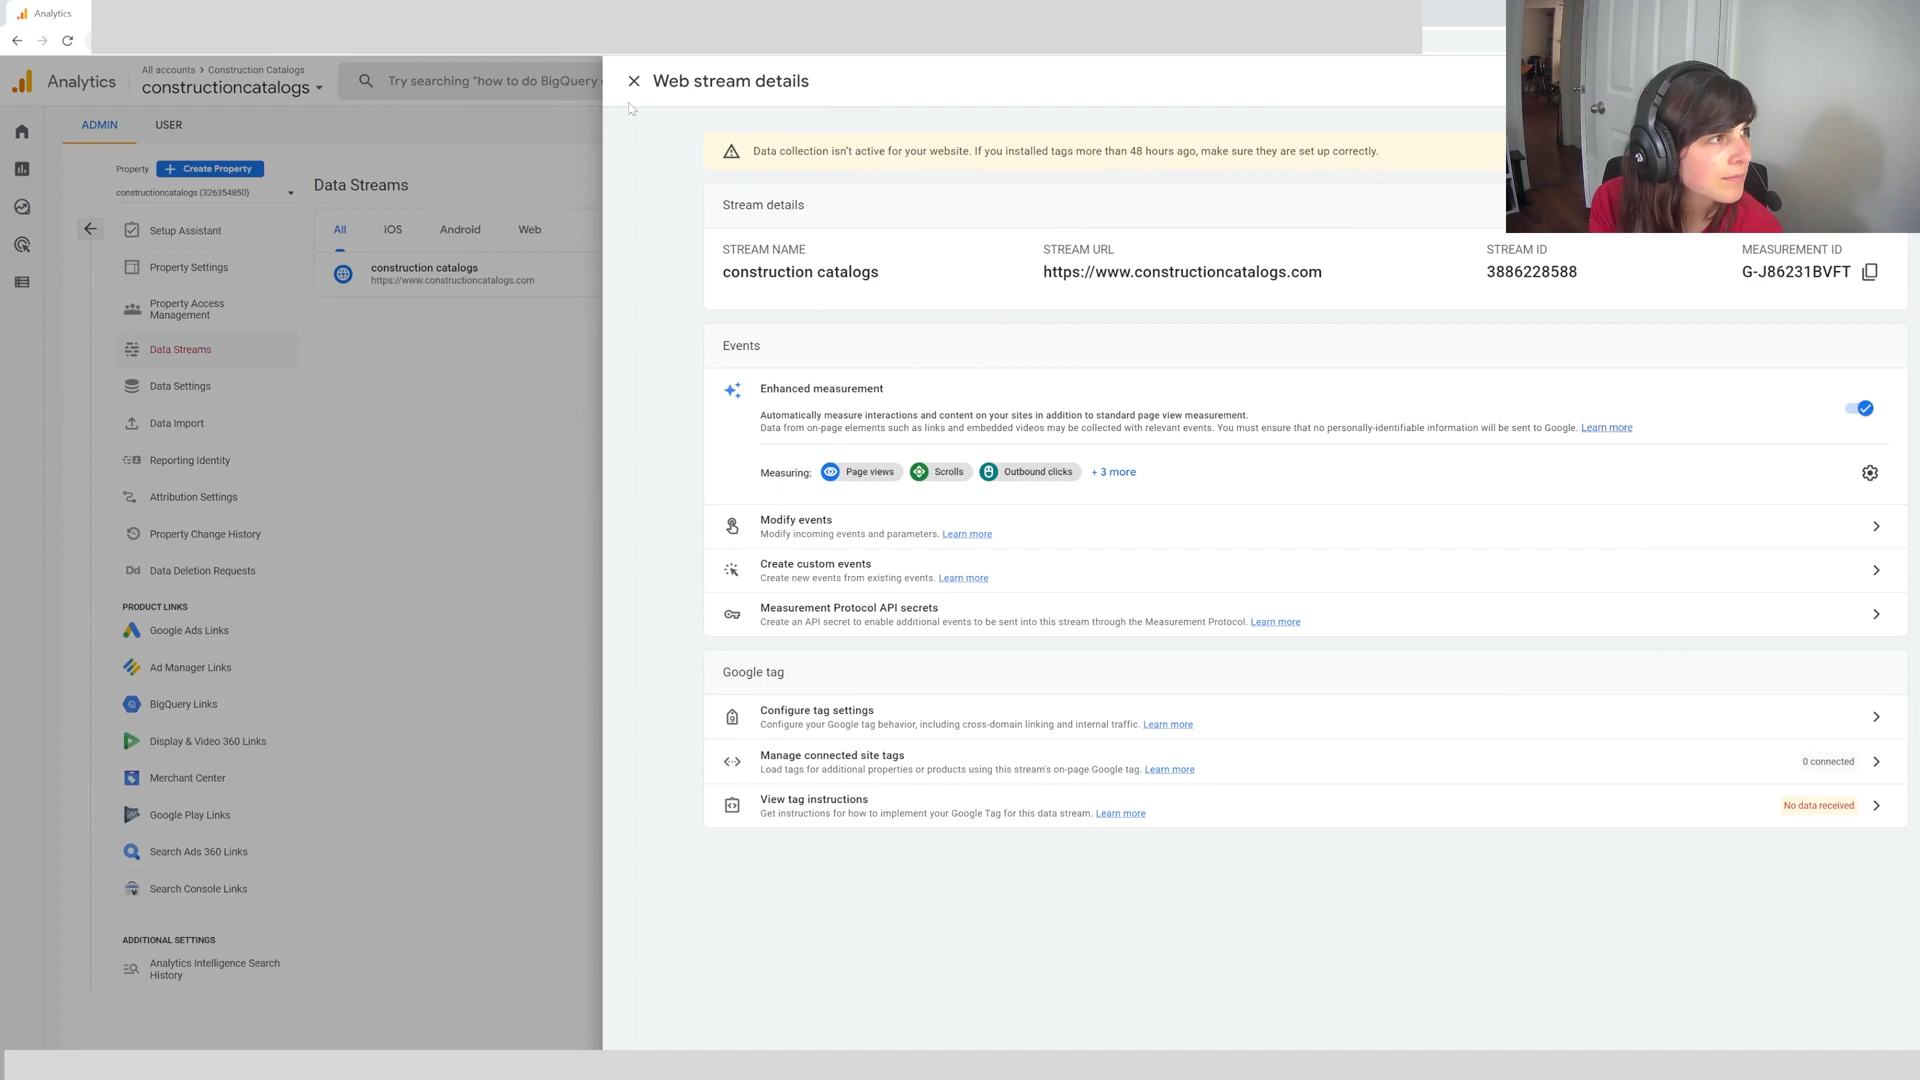 Analytics
Analytics
All accounts > Construction Catalogs
constructioncatalogs
Try searching "how to do BigQuery
ADMIN
USER
Property
Create Property
constructioncatalogs (326354850)
Setup Assistant
Property Settings
Property Access
Management
Data Streams
Data Settings
Data Import
Reporting Identity
Attribution Settings
Property Change History
Dd Data Deletion Requests
PRODUCT LINKS
Google Ads Links
Ad Manager Links
BigQuery Links
Display & Video 360 Links
Merchant Center
Google Play Links
Search Ads 360 Links
Search Console Links
ADDITIONAL SETTINGS
Analytics Intelligence Search
History
Data Streams
All
iOS
Android
Web
construction catalogs
https://www.constructioncatalogs.com
Web stream details
Data collection isn't active for your website. If you installed tags more than 48 hours ago, make sure they are set up correctly.
Stream details
STREAM NAME
construction catalogs
STREAM URL
https://www.constructioncatalogs.com
STREAM ID
3886228588
MEASUREMENT ID
G-J86231BVFT
Events
Enhanced measurement
Automatically measure interactions and content on your sites in addition to standard page view measurement.
Data from on-page elements such as links and embedded videos may be collected with relevant events. You must ensure that no personally-identifiable information will be sent to Google. Learn more
Measuring:
Page views
Scrolls
Outbound clicks
+ 3 more
Modify events
Modify incoming events and parameters. Learn more
Create custom events
Create new events from existing events. Learn more
Measurement Protocol API secrets
Create an API secret to enable additional events to be sent into this stream through the Measurement Protocol. Learn more
Google tag
Configure tag settings
Configure your Google tag behavior, including cross-domain linking and internal traffic. Learn more
Manage connected site tags
Load tags for additional properties or products using this stream's on-page Google tag. Learn more
0 connected
View tag instructions
Get instructions for how to implement your Google Tag for this data stream. Learn more
No data received